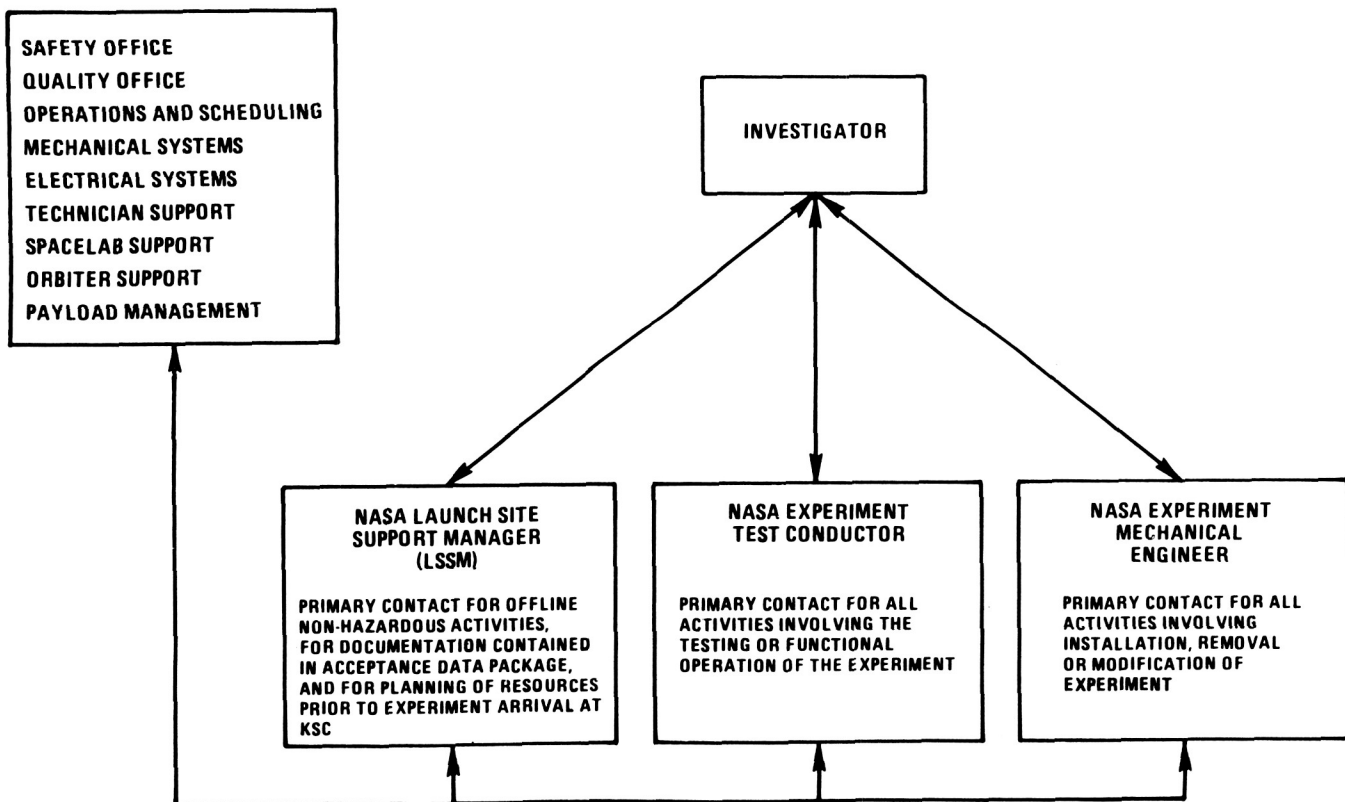 SAFETY OFFICE
QUALITY OFFICE
OPERATIONS AND SCHEDULING
MECHANICAL SYSTEMS
ELECTRICAL SYSTEMS
TECHNICIAN SUPPORT
SPACELAB SUPPORT
ORBITER SUPPORT
PAYLOAD MANAGEMENT
INVESTIGATOR
NASA LAUNCH SITE
SUPPORT MANAGER
(LSSM)
PRIMARY CONTACT FOR OFFLINE
NON-HAZARDOUS ACTIVITIES,
FOR DOCUMENTATION CONTAINED
IN ACCEPTANCE DATA PACKAGE,
AND FOR PLANNING OF RESOURCES
PRIOR TO EXPERIMENT ARRIVAL AT
KSC
NASA EXPERIMENT
TEST CONDUCTOR
PRIMARY CONTACT FOR ALL
ACTIVITIES INVOLVING THE
TESTING OR FUNCTIONAL
OPERATION OF THE EXPERIMENT
NASA EXPERIMENT
MECHANICAL
ENGINEER
PRIMARY CONTACT FOR ALL
ACTIVITIES INVOLVING
INSTALLATION, REMOVAL
OR MODIFICATION OF
EXPERIMENT